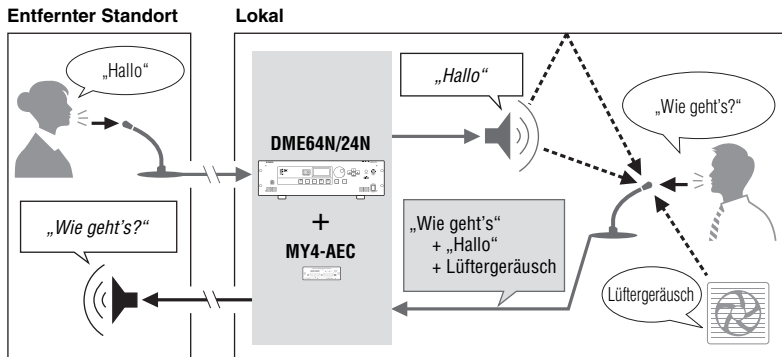 Entfernter Standort
Lokal
„Hallo“
„Hallo“
„Wie geht's?“
DME64N/24N
+
MY4-AEC
„Wie geht's?“
„Wie geht's“
+ „Hallo“
+ Lüftergeräusch
Lüftergeräusch